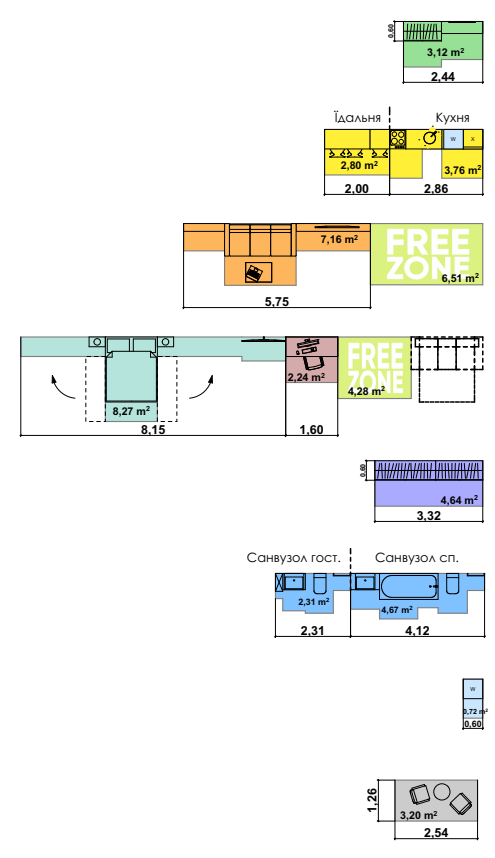 0,60
3,12 m²
2,44
Їдальня Кухня
w x
2,80 m² 3,76 m²
2,00 2,86
7,16 m²
FREE
ZONE
6,51 m²
5,75
FREE
ZONE
2,24 m²
4,28 m²
8,27 m²
8,15 1,60
0,60
4,64 m²
3,32
Санвузол гост. Санвузол сп.
2,31 m²
4,67 m²
2,31 4,12
w
0,72 m²
0,60
1,26
3,20 m²
2,54